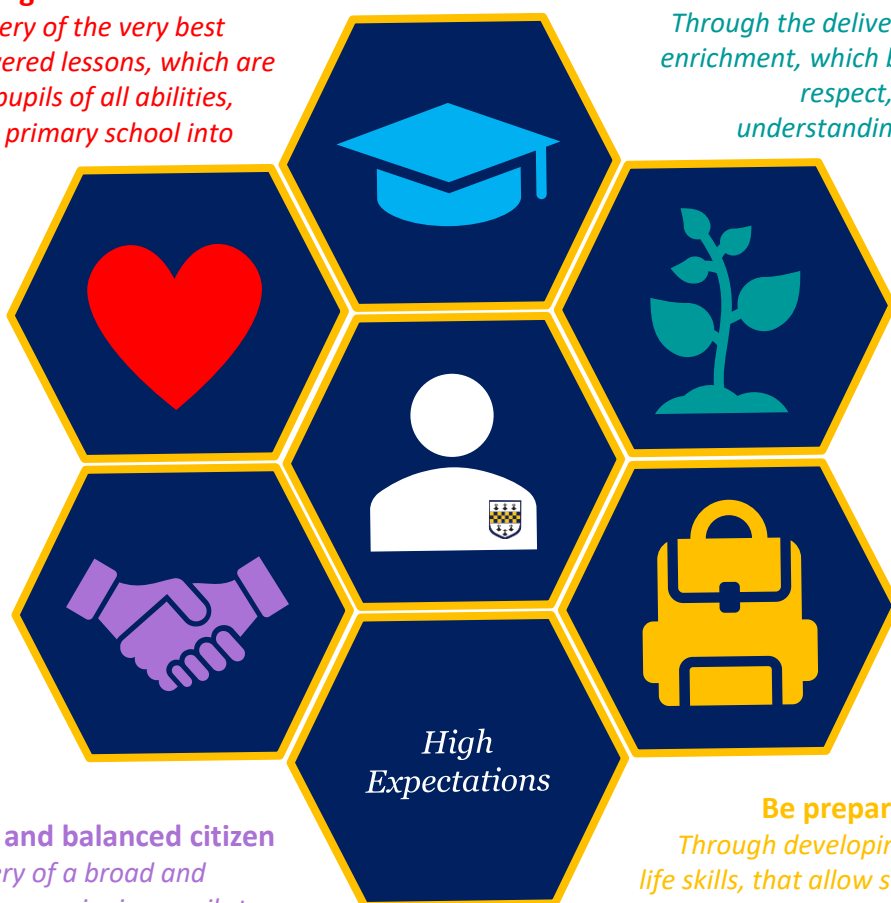 ery of the very best
ered lessons, which are
pupils of all abilities,
primary school into
Through the delive
enrichment, which b
respect,
understandin
High
Expectations
and balanced citizen
ery of a broad and
Be prepar
Through developin
life skills, that allow s